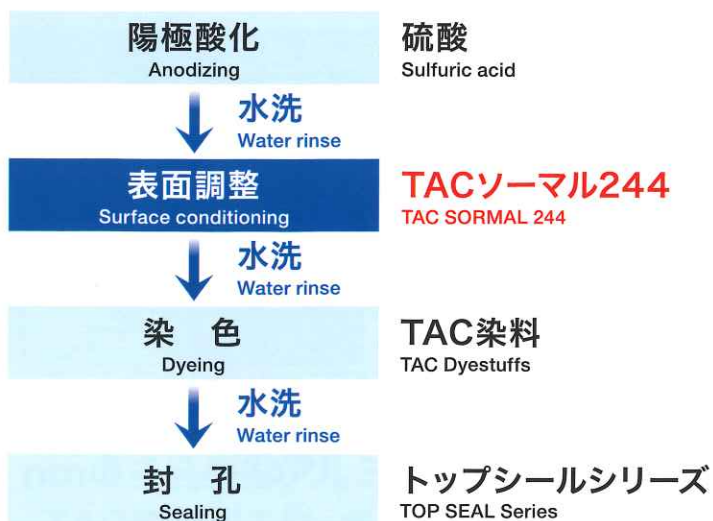 陽極酸化 硫酸
Anodizing Sulfuric acid
水洗
Water rinse
表面調整 TACソーマル244
Surface conditioning TAC SORMAL 244
水洗
Water rinse
染 色 TAC染料
Dyeing TAC Dyestuffs
水洗
Water rinse
封 孔 トップシールシリーズ
Sealing TOP SEAL Series